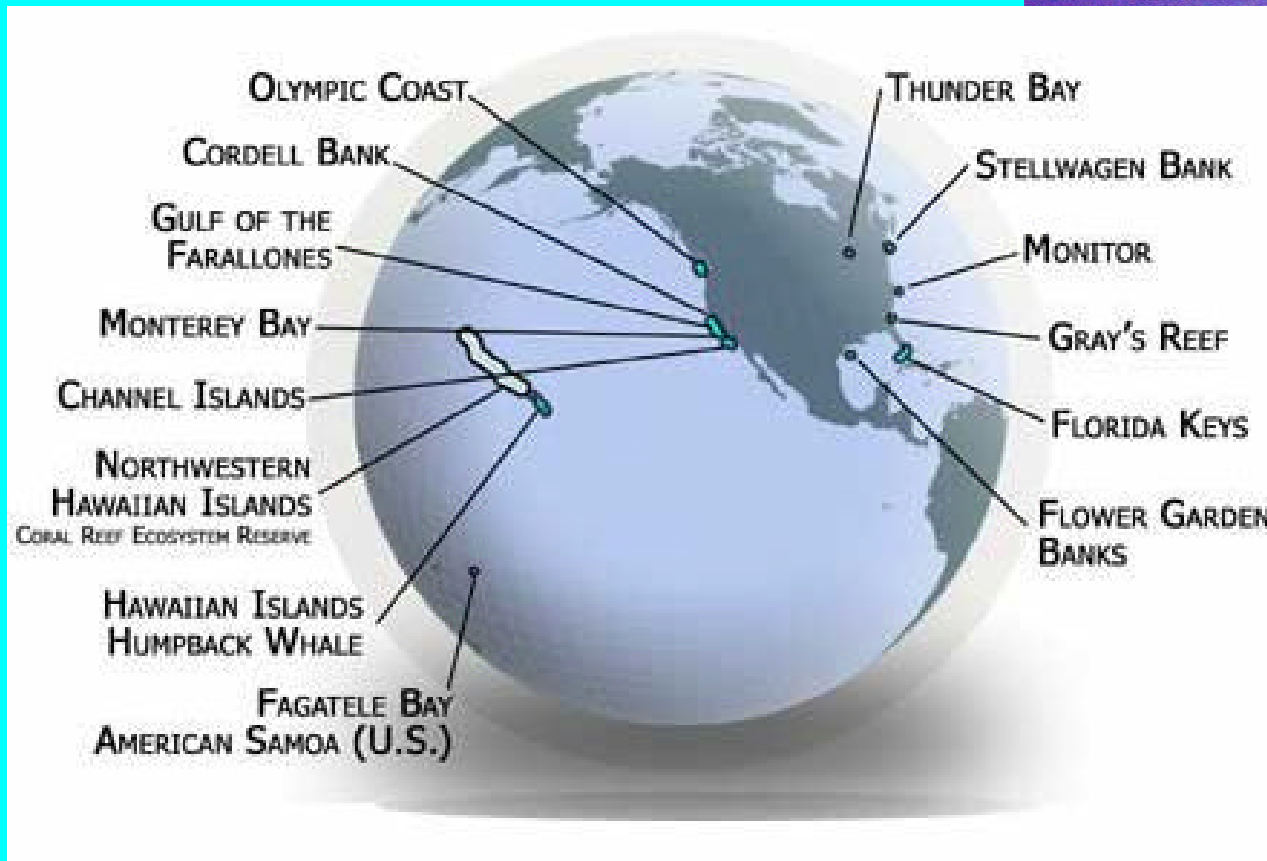 Olympic Coast
Cordell Bank
Gulf of the
Farallones
Monterey Bay
Channel Islands
Northwestern
Hawaiian Islands
Coral Reef Ecosystem Reserve
Hawaiian Islands
Humpback Whale
Fagatele Bay
American Samoa (U.S.)
Thunder Bay
Stellwagen Bank
Monitor
Gray's Reef
Florida Keys
Flower Garden
Banks